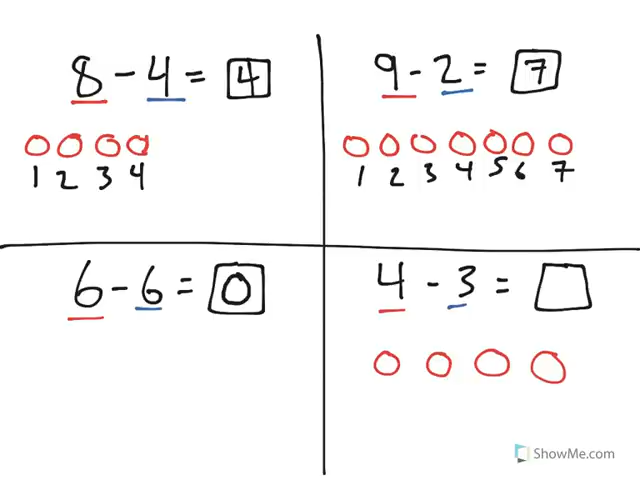 8 - 4 = 4
1 2 3 4
9 - 2 = 7
1 2 3 4 5 6 7
6 - 6 = 0
4 - 3 =
ShowMe.com